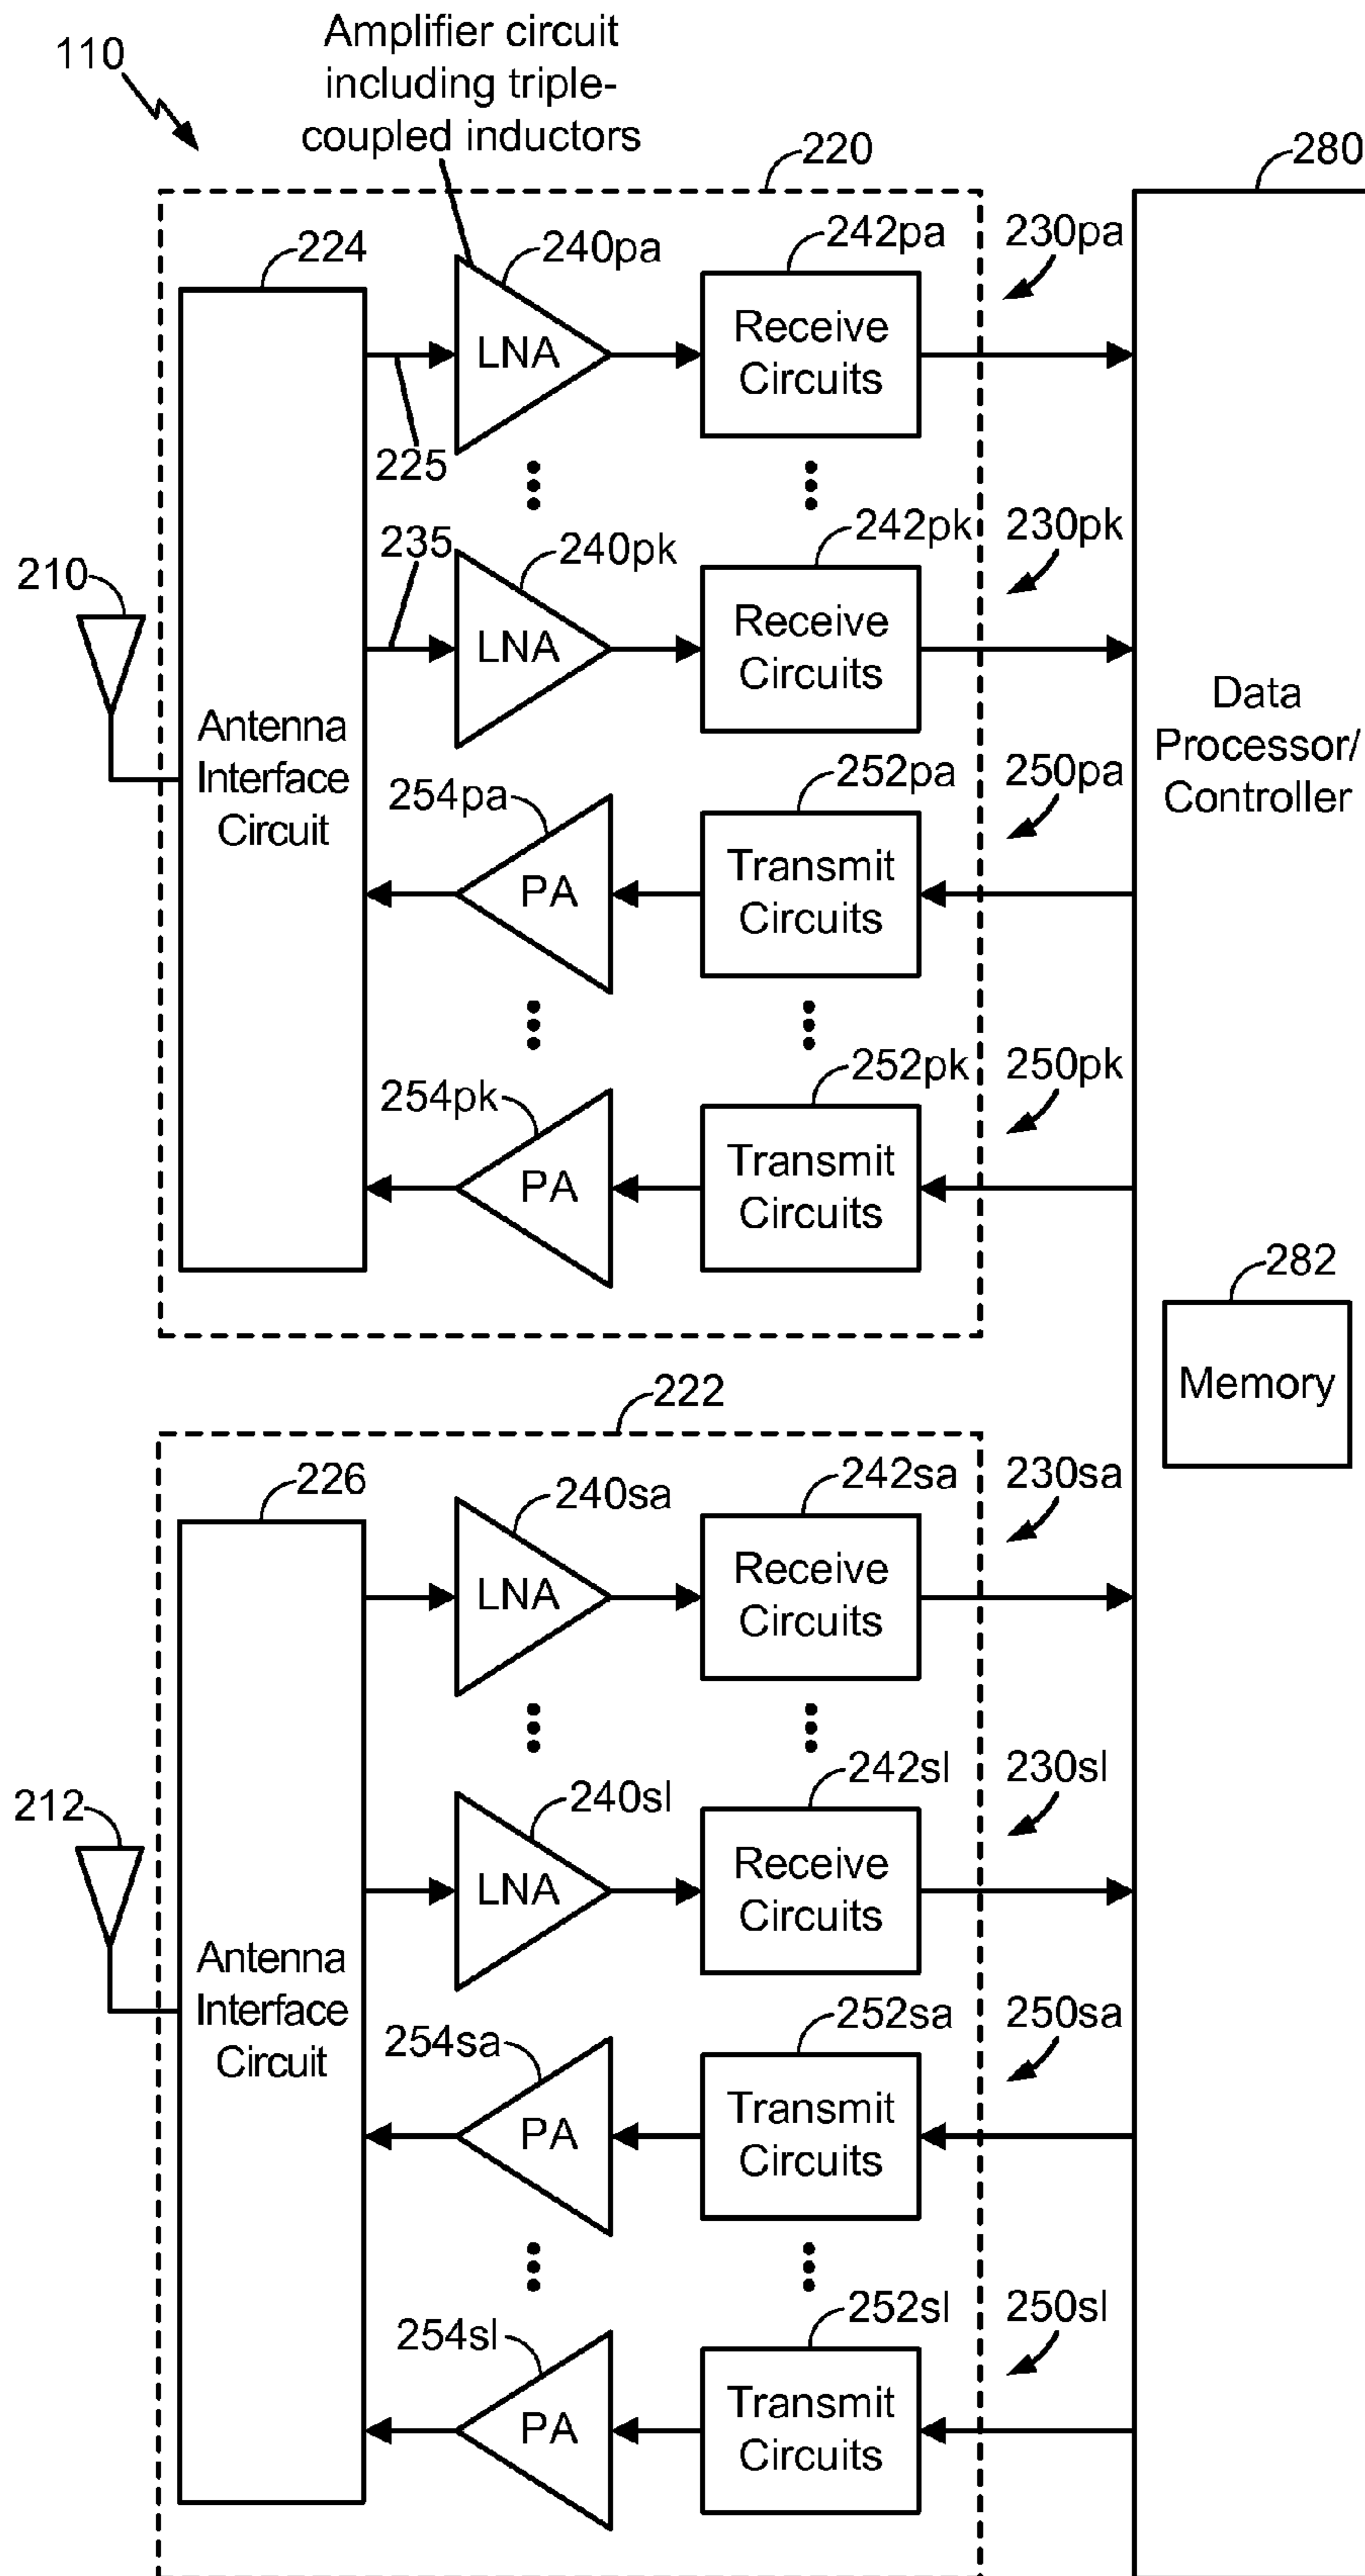 110
Amplifier circuit
including triple-
coupled inductors
220
280
224
240pa
242pa
230pa
LNA
Receive
Circuits
225
235
240pk
242pk
230pk
210
LNA
Receive
Circuits
Antenna
Interface
Circuit
Data
Processor/
Controller
254pa
252pa
250pa
PA
Transmit
Circuits
254pk
252pk
250pk
PA
Transmit
Circuits
282
Memory
222
226
240sa
242sa
230sa
LNA
Receive
Circuits
212
240sl
242sl
230sl
LNA
Receive
Circuits
Antenna
Interface
Circuit
254sa
252sa
250sa
PA
Transmit
Circuits
254sl
252sl
250sl
PA
Transmit
Circuits